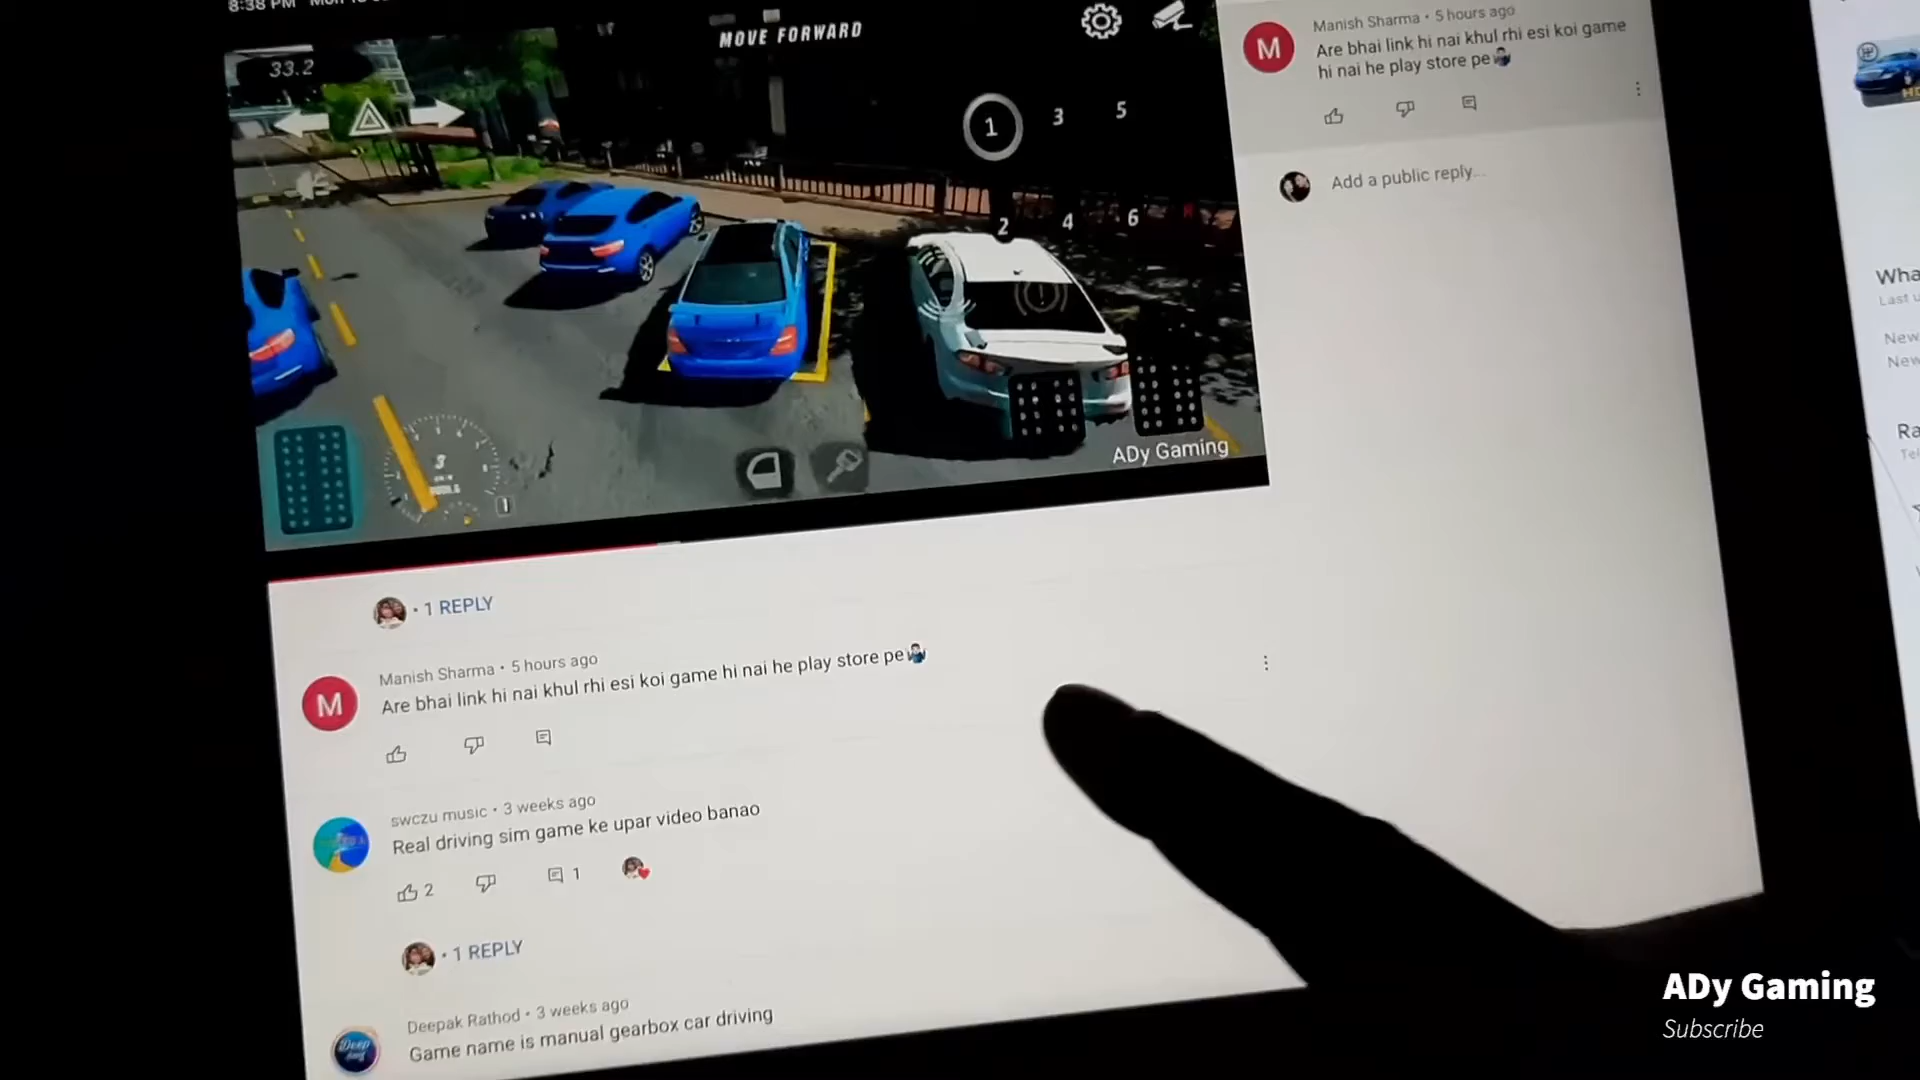 8:38 PM
33.2
MOVE FORWARD
1 3 5
2 4 6
3
1
ADy Gaming
Manish Sharma • 5 hours ago
Are bhai link hi nai khul rhi esi koi game
hi nai he play store pe
Add a public reply...
• 1 REPLY
Manish Sharma • 5 hours ago
Are bhai link hi nai khul rhi esi koi game hi nai he play store pe
swczu music • 3 weeks ago
Real driving sim game ke upar video banao
2
1
• 1 REPLY
Deepak Rathod • 3 weeks ago
Game name is manual gearbox car driving
M
M
ADy Gaming
Subscribe